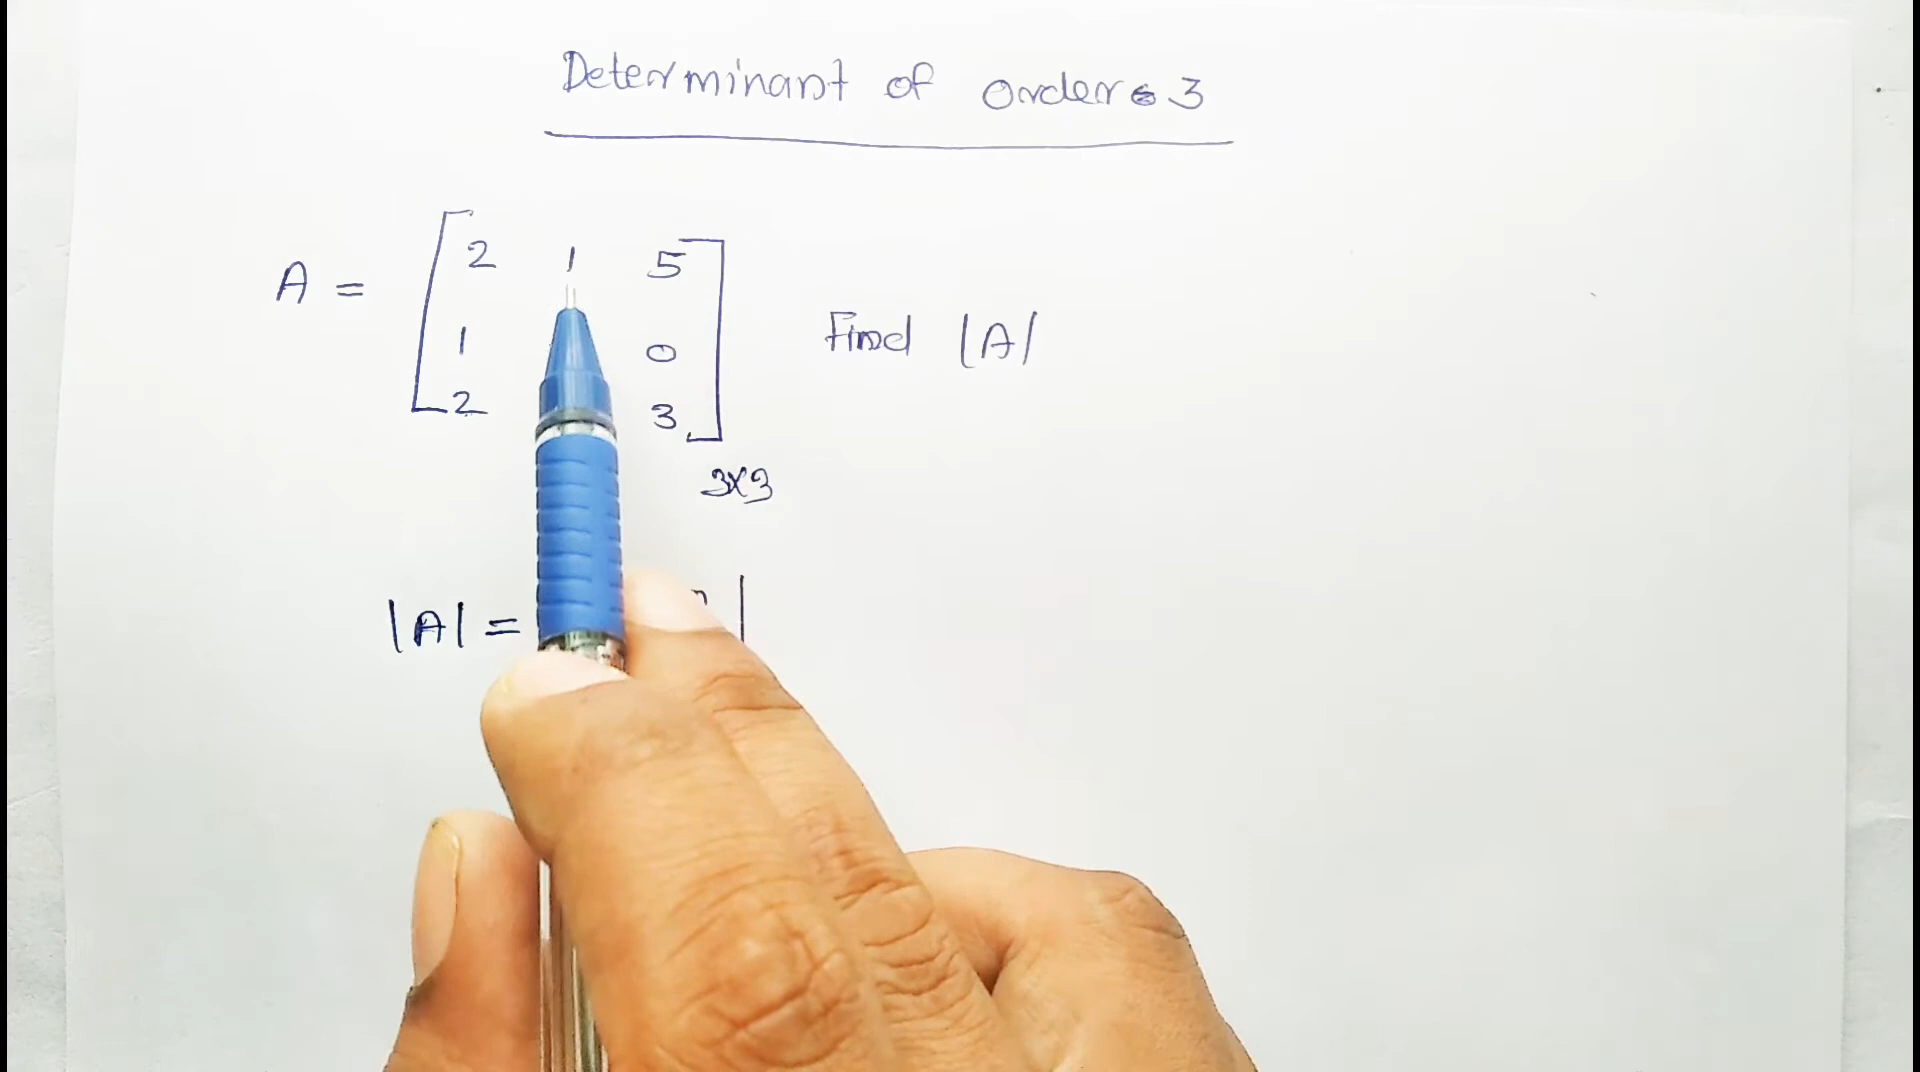 Determinant of order 3
A = [ 2 1 5 Find |A|
1 0
2 3 ]
3x3
|A| =